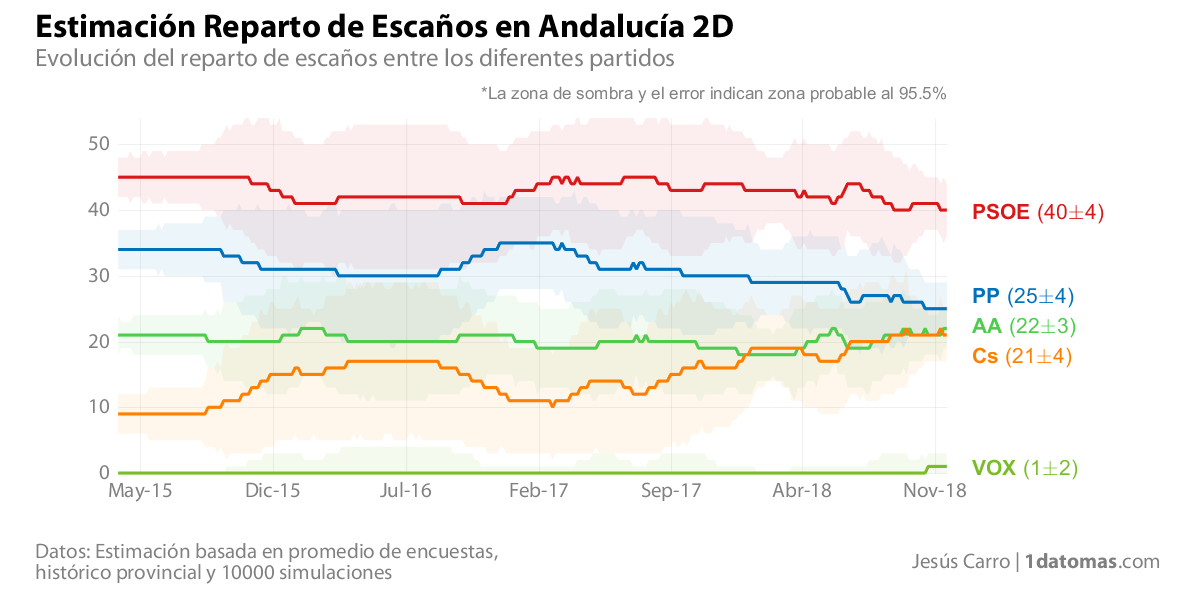 Estimación Reparto de Escaños en Andalucía 2D
Evolución del reparto de escaños entre los diferentes partidos
*La zona de sombra y el error indican zona probable al 95.5%
50
40
30
20
10
0
PSOE (40±4)
PP (25±4)
AA (22±3)
Cs (21±4)
VOX (1±2)
May-15
Dic-15
Jul-16
Feb-17
Sep-17
Abr-18
Nov-18
Datos: Estimación basada en promedio de encuestas,
histórico provincial y 10000 simulaciones
Jesús Carro | 1datomas.com